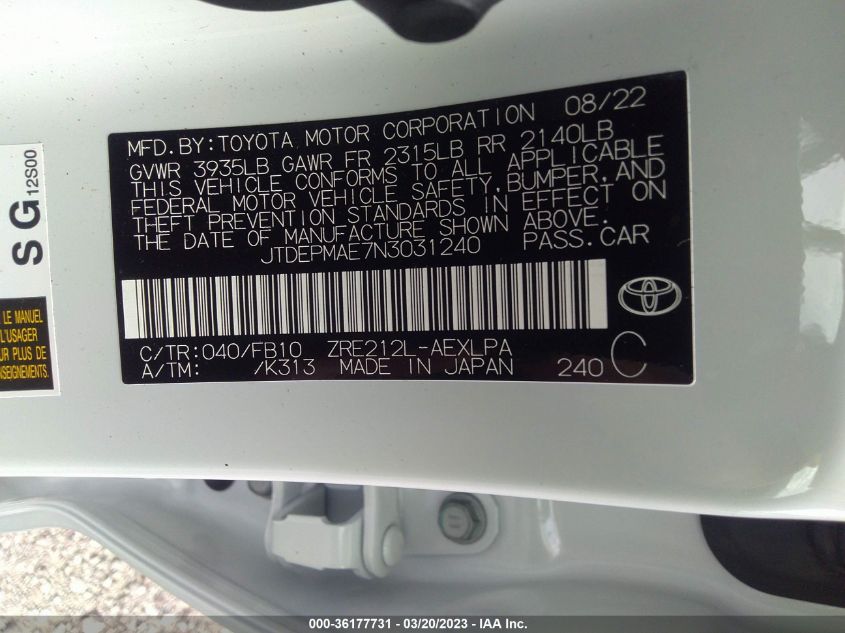 MFD.BY:TOYOTA MOTOR CORPORATION 08/22
GVWR 3935LB GAWR FR 2315LB RR 2140LB
THIS VEHICLE CONFORMS TO ALL APPLICABLE
FEDERAL MOTOR VEHICLE SAFETY,BUMPER,AND
THEFT PREVENTION STANDARDS IN EFFECT ON
THE DATE OF MANUFACTURE SHOWN ABOVE.
JTDEPMAE7N3031240 PASS.CAR
C/TR:040/FB10 ZRE212L-AEXLPA
A/TM: /K313 MADE IN JAPAN 240 C
SG 12S00
LE MANUEL
L'USAGER
PLUS DE
NSEIGNEMENTS.
000-36177731 - 03/20/2023 - IAA Inc.